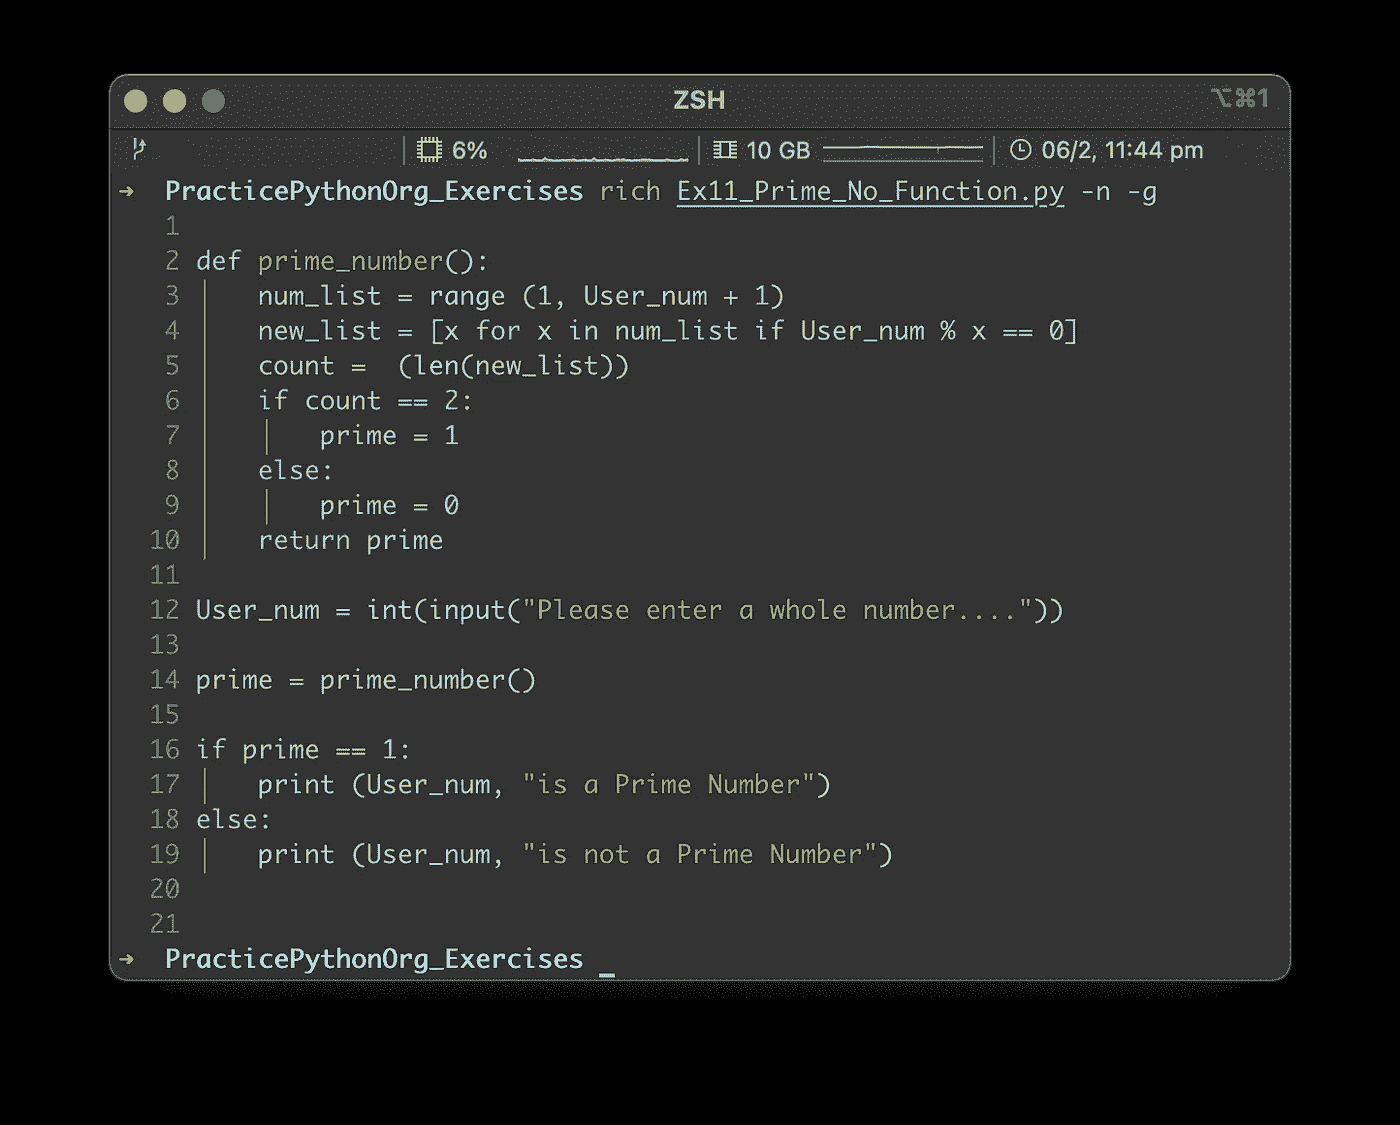 ZSH ⌥⌘1
6% 10 GB 06/2, 11:44 pm
→ PracticePythonOrg_Exercises rich Ex11_Prime_No_Function.py -n -g
1
2 def prime_number():
3     num_list = range (1, User_num + 1)
4     new_list = [x for x in num_list if User_num % x == 0]
5     count =  (len(new_list))
6     if count == 2:
7         prime = 1
8     else:
9         prime = 0
10     return prime
11
12 User_num = int(input("Please enter a whole number...."))
13
14 prime = prime_number()
15
16 if prime == 1:
17     print (User_num, "is a Prime Number")
18 else:
19     print (User_num, "is not a Prime Number")
20
21
→ PracticePythonOrg_Exercises _